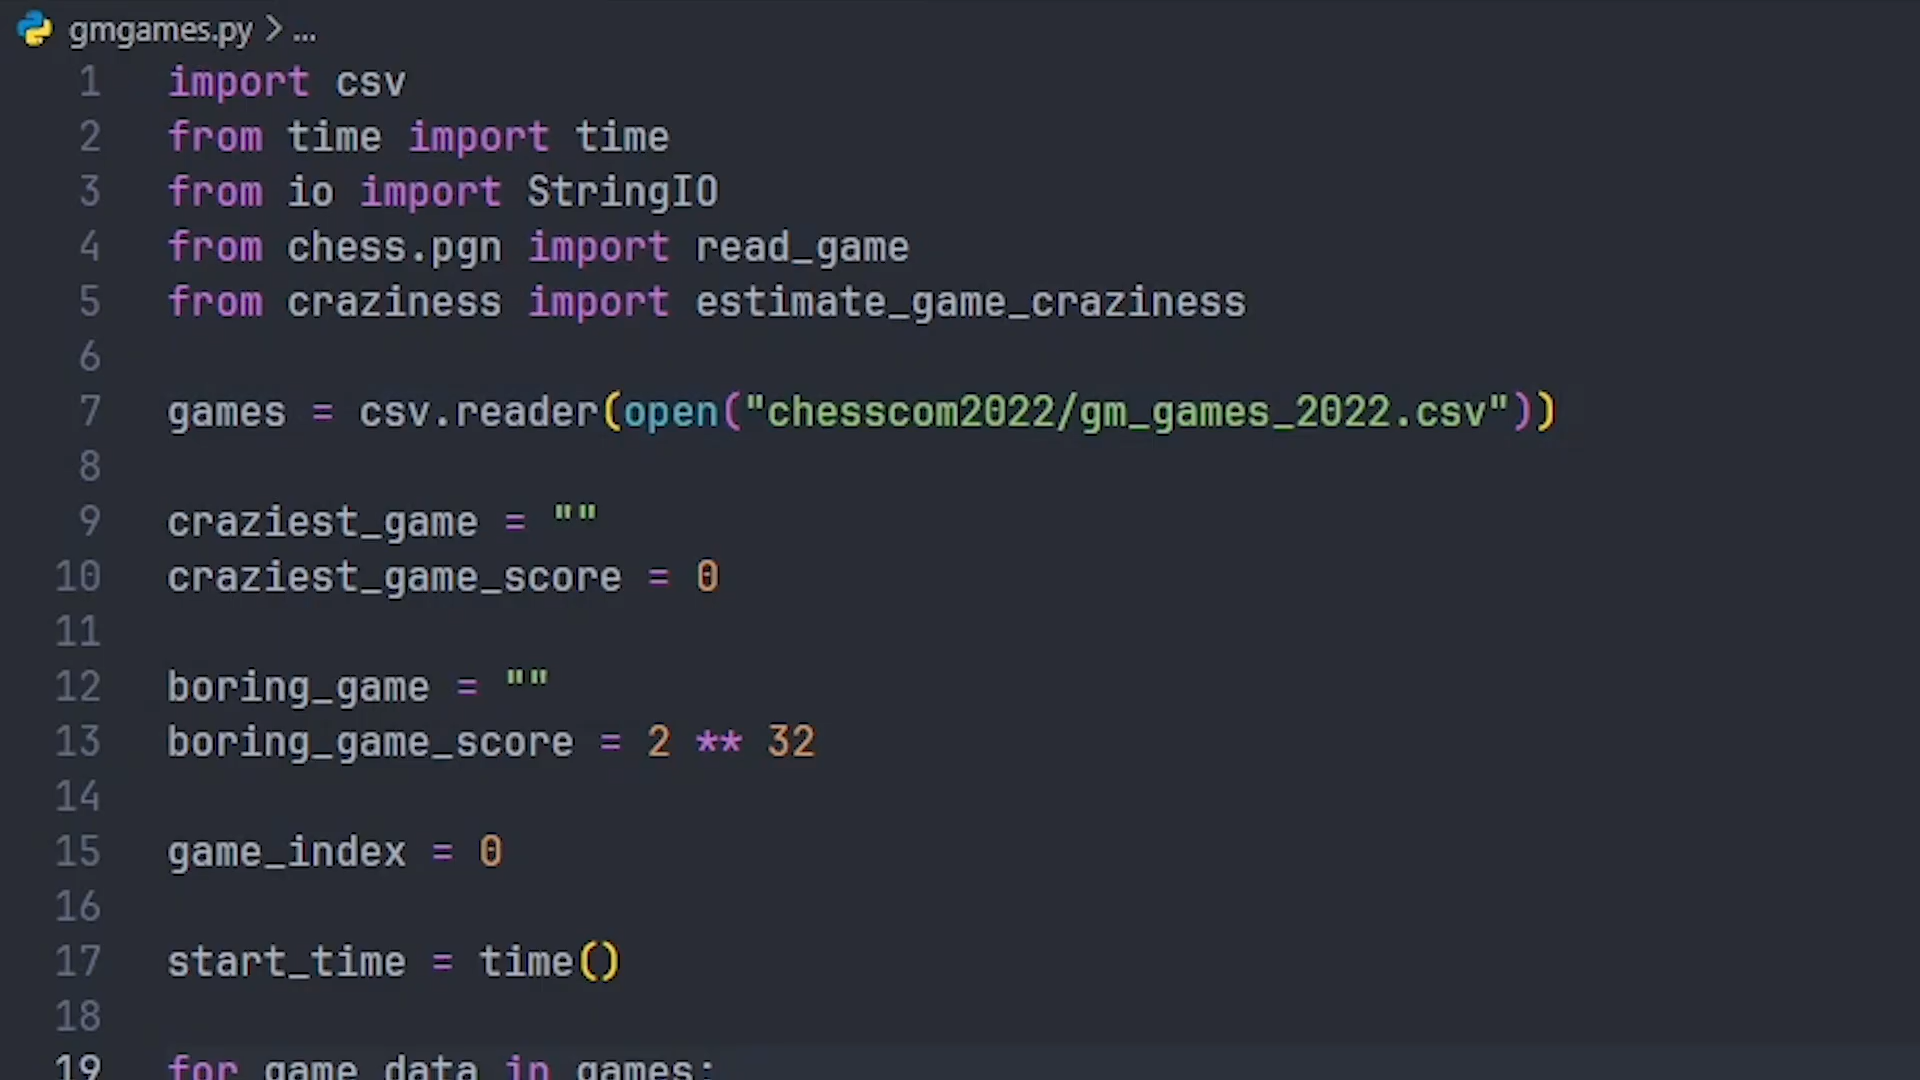 gmgames.py > ...
1 import csv
2 from time import time
3 from io import StringIO
4 from chess.pgn import read_game
5 from craziness import estimate_game_craziness
6
7 games = csv.reader(open("chesscom2022/gm_games_2022.csv"))
8
9 craziest_game = ""
10 craziest_game_score = 0
11
12 boring_game = ""
13 boring_game_score = 2 ** 32
14
15 game_index = 0
16
17 start_time = time()
18
19 for game_data in games: